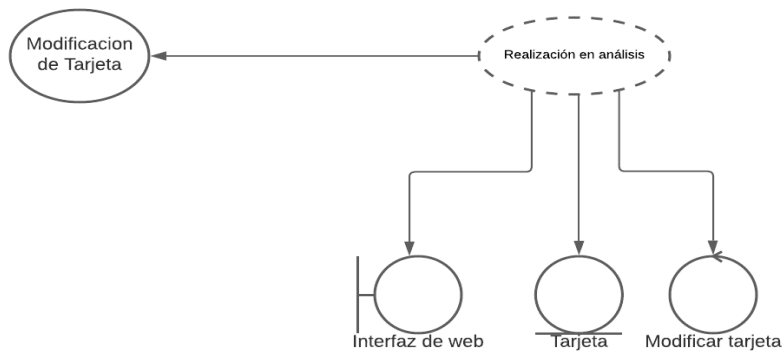 Modificacion
de Tarjeta
Realización en análisis
Interfaz de web
Tarjeta
Modificar tarjeta